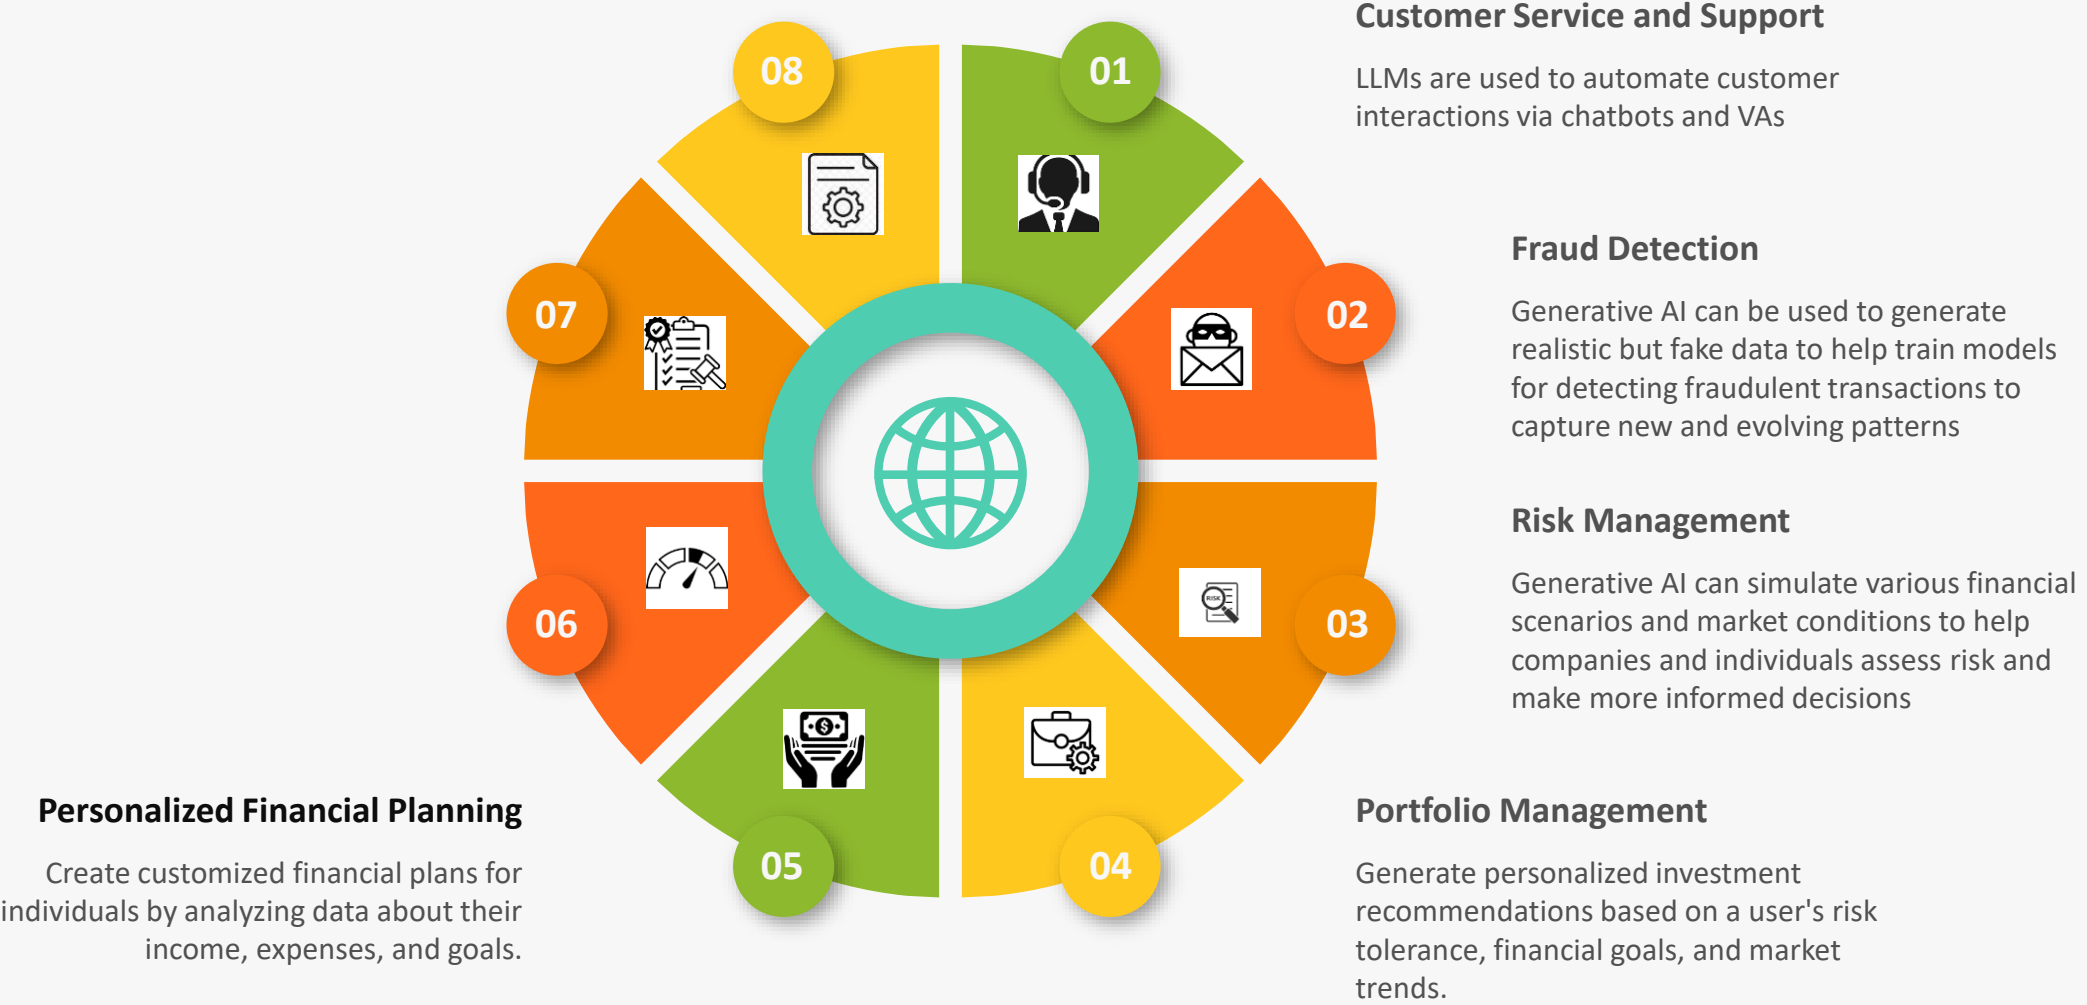 Customer Service and Support
LLMs are used to automate customer
interactions via chatbots and VAs
08
01
Fraud Detection
Generative AI can be used to generate
realistic but fake data to help train models
for detecting fraudulent transactions to
capture new and evolving patterns
07
02
Risk Management
Generative AI can simulate various financial
scenarios and market conditions to help
companies and individuals assess risk and
make more informed decisions
RISK
06
03
Personalized Financial Planning
Create customized financial plans for
individuals by analyzing data about their
income, expenses, and goals.
$
05
04
Portfolio Management
Generate personalized investment
recommendations based on a user's risk
tolerance, financial goals, and market
trends.